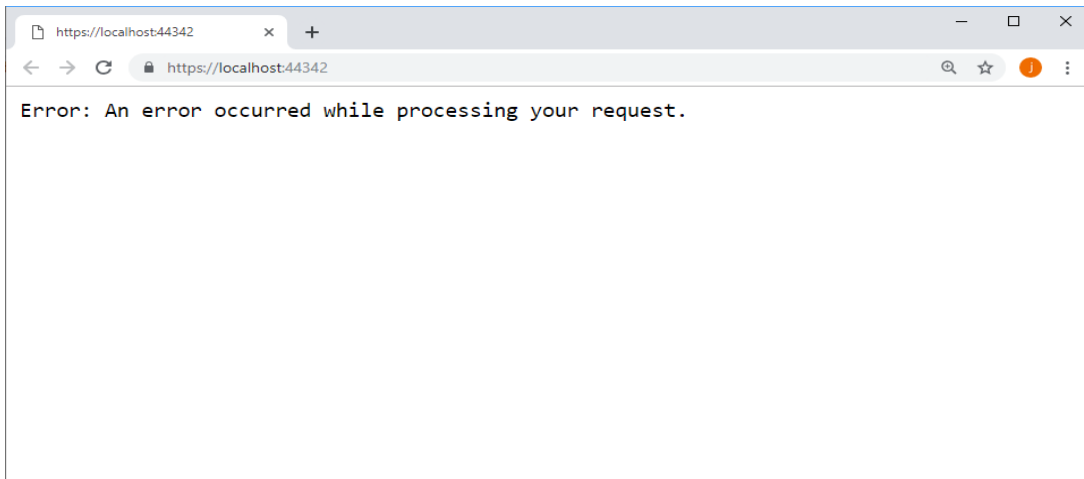 https://localhost:44342
https://localhost:44342
j
Error: An error occurred while processing your request.